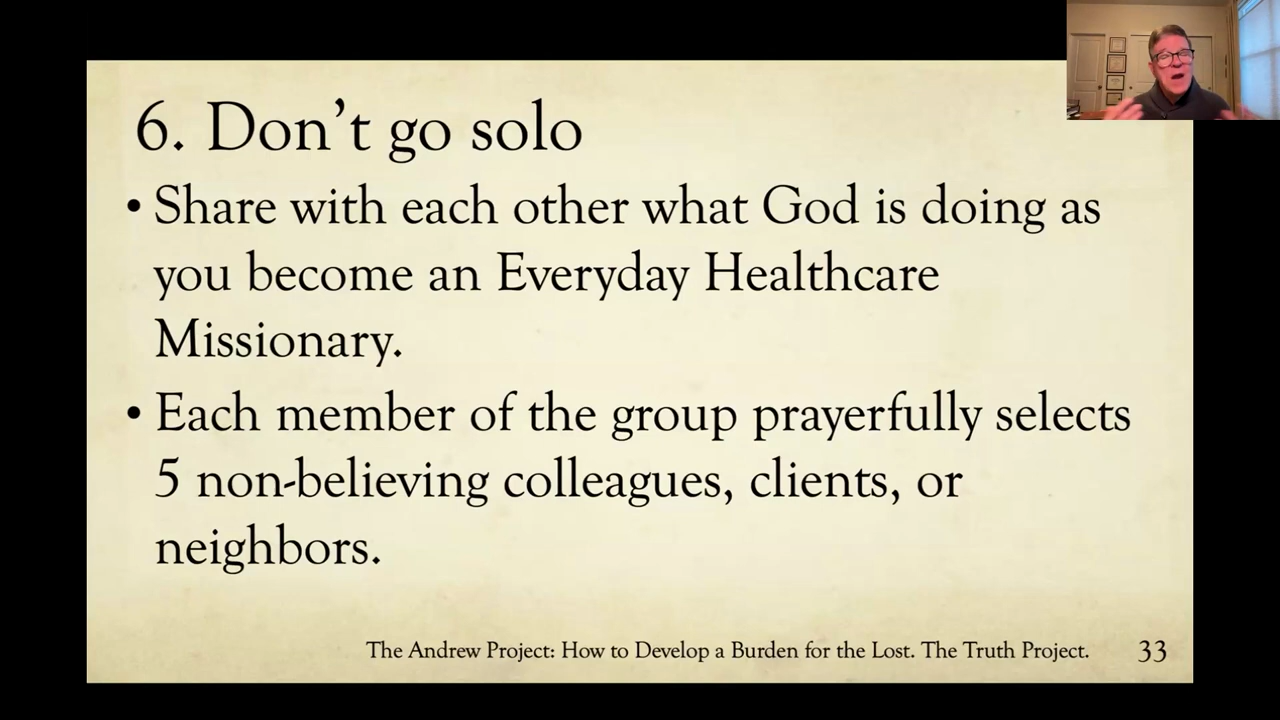 6. Don’t go solo
• Share with each other what God is doing as
you become an Everyday Healthcare
Missionary.
• Each member of the group prayerfully selects
5 non-believing colleagues, clients, or
neighbors.
The Andrew Project: How to Develop a Burden for the Lost. The Truth Project. 33